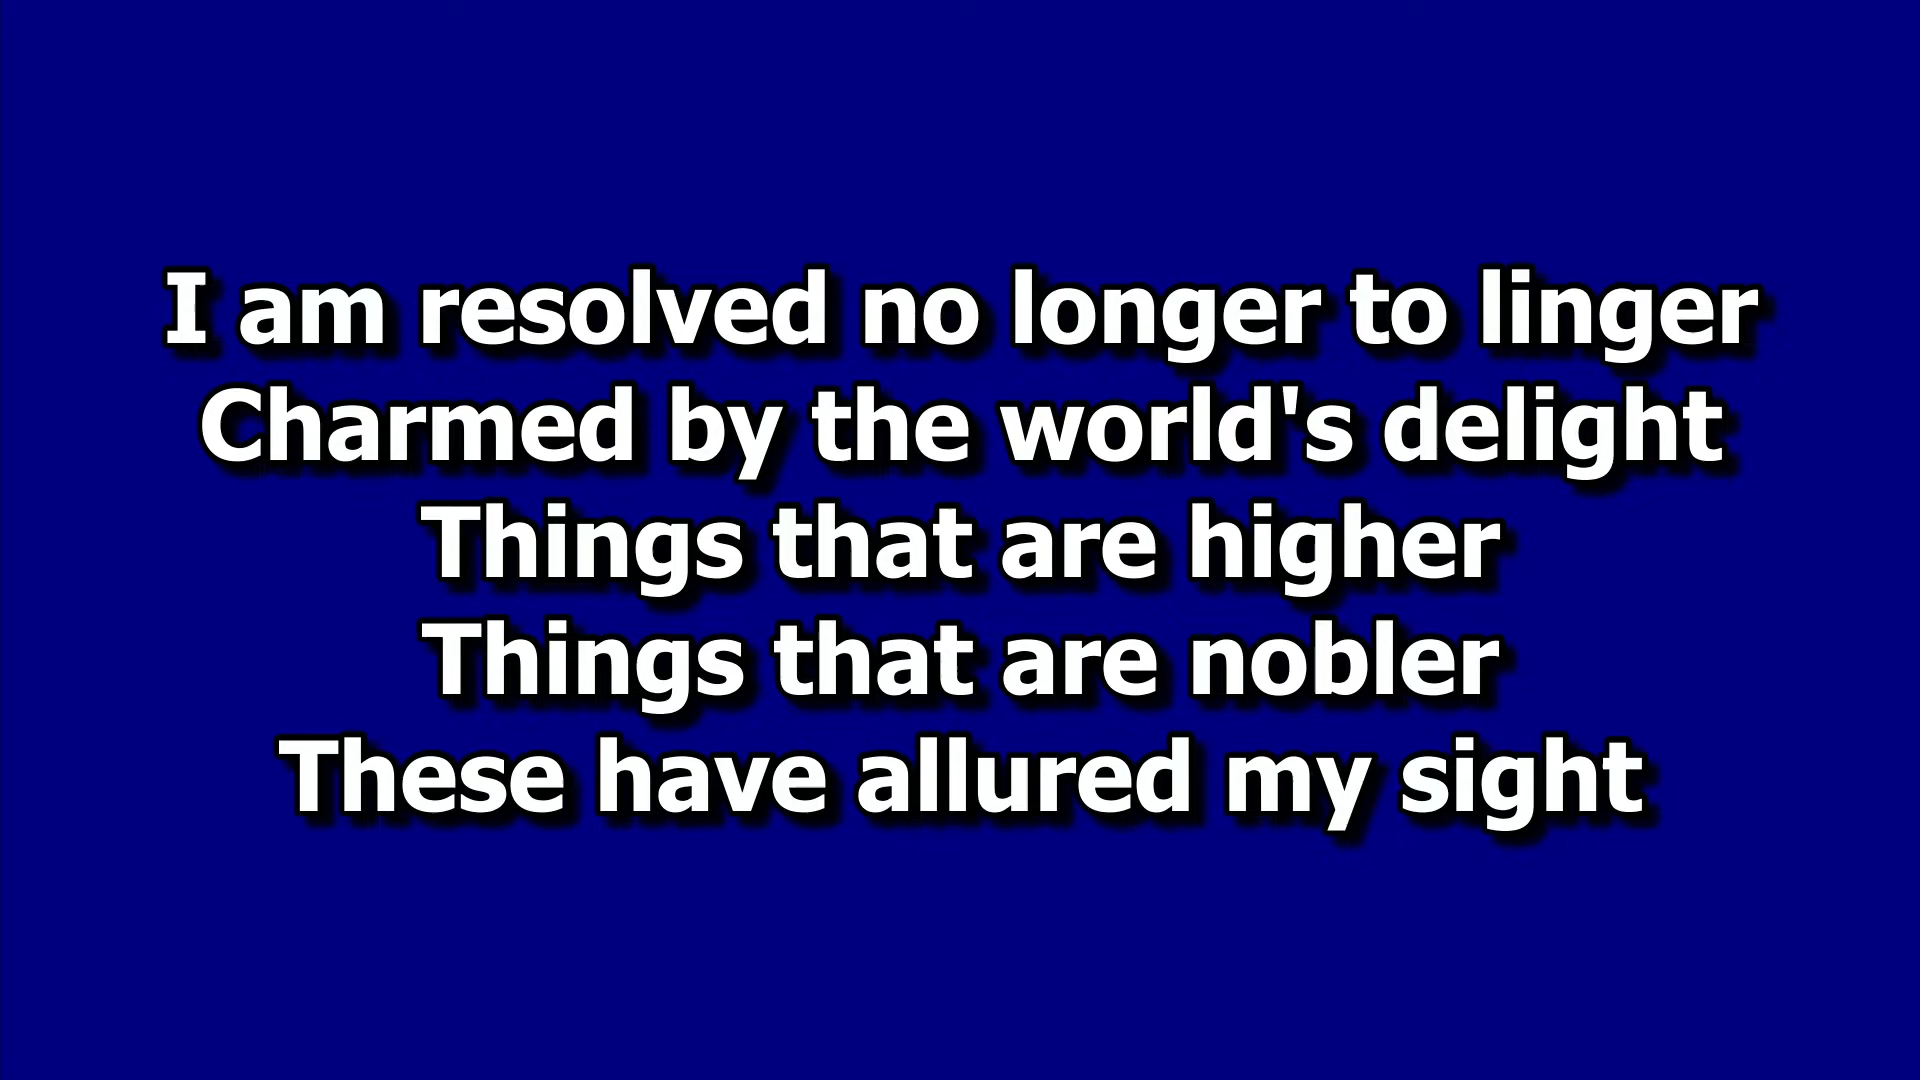 I am resolved no longer to linger
Charmed by the world's delight
Things that are higher
Things that are nobler
These have allured my sight